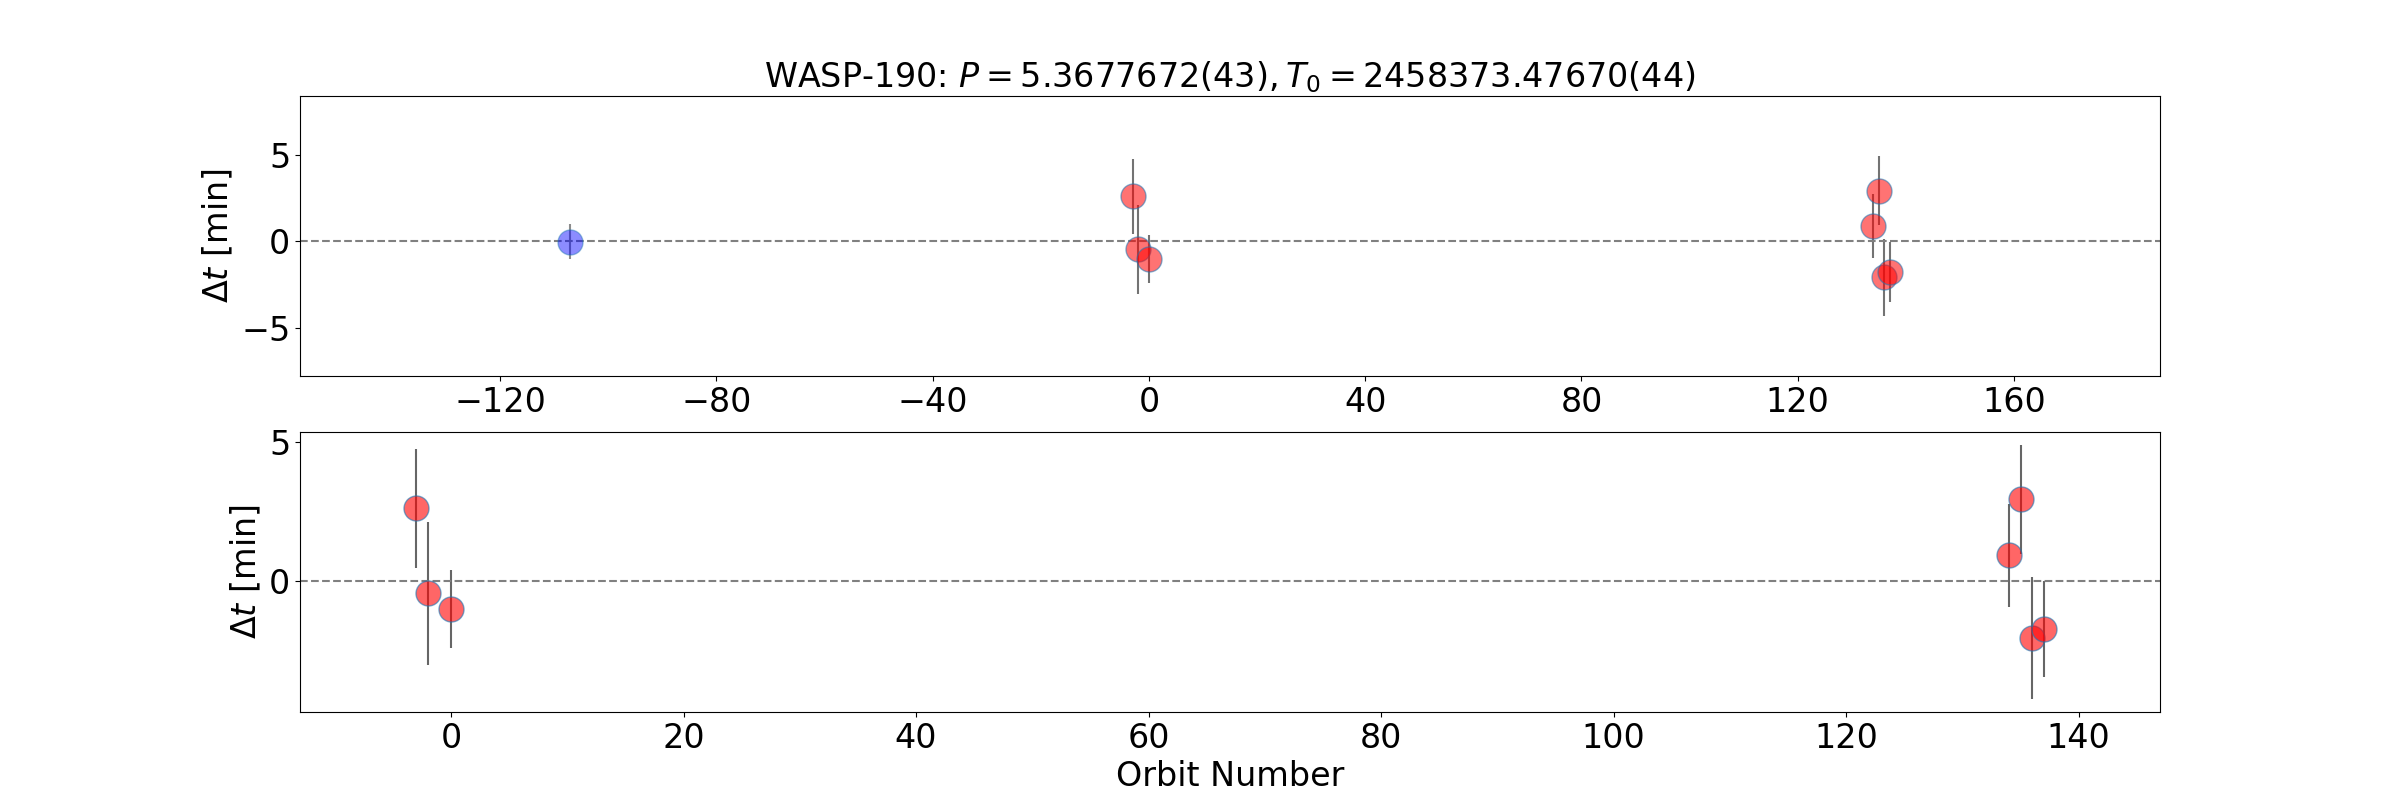 WASP-190: P = 5.3677672(43), T₀ = 2458373.47670(44)
5
0
−5
Δt [min]
−120 −80 −40 0 40 80 120 160
5
0
Δt [min]
0 20 40 60 80 100 120 140
Orbit Number